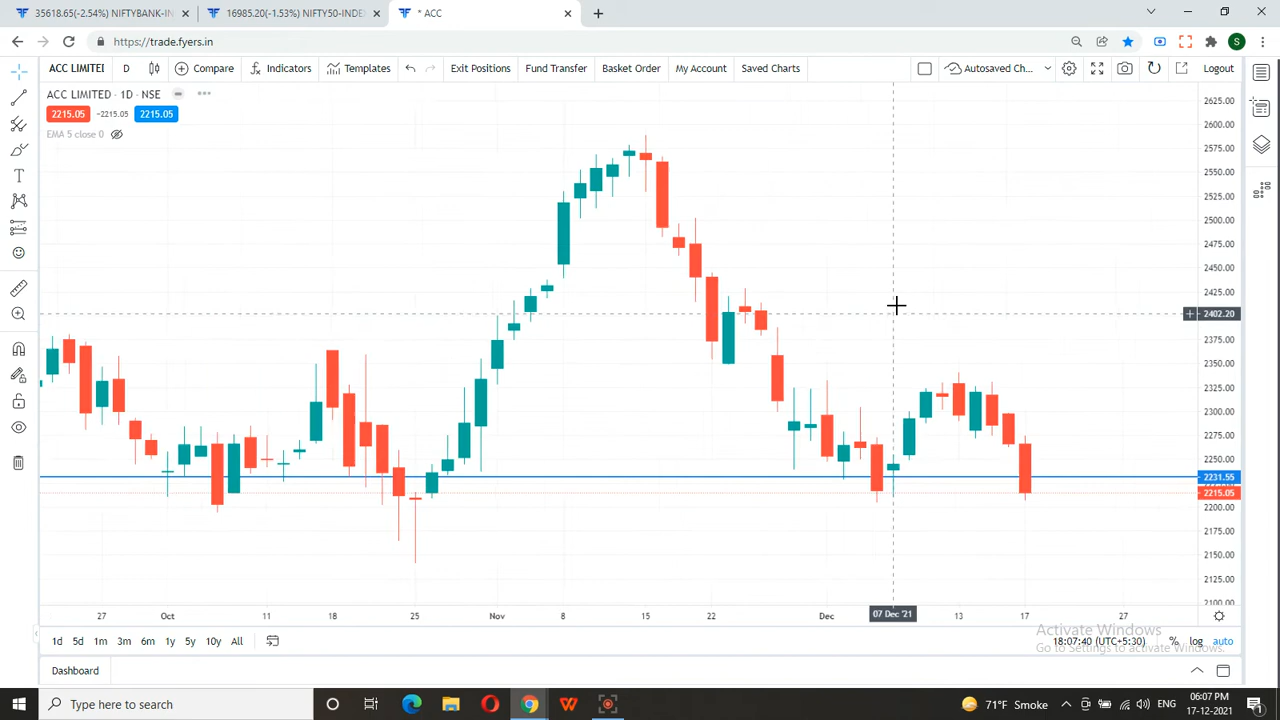 35618.65(-2.54%) NIFTYBANK-IN
16985.20(-1.53%) NIFTY50-INDE
* ACC
https://trade.fyers.in
S
ACC LIMITEI D Compare Indicators Templates Exit Positions Fund Transfer Basket Order My Account Saved Charts Autosaved Ch... Logout
ACC LIMITED · 1D · NSE
2215.05 −2215.05 2215.05
EMA 5 close 0
2625.00
2600.00
2575.00
2550.00
2525.00
2500.00
2475.00
2450.00
2425.00
2402.20
2375.00
2350.00
2325.00
2300.00
2275.00
2250.00
2231.55
2215.05
2200.00
2175.00
2150.00
2125.00
2100.00
27 Oct 11 18 25 Nov 8 15 22 Dec 07 Dec '21 13 17 27
Activate Windows
Go to Settings to activate Windows.
1d 5d 1m 3m 6m 1y 5y 10y All 18:07:40 (UTC+5:30) % log auto
Dashboard
Type here to search
71°F Smoke
ENG
06:07 PM
17-12-2021
1